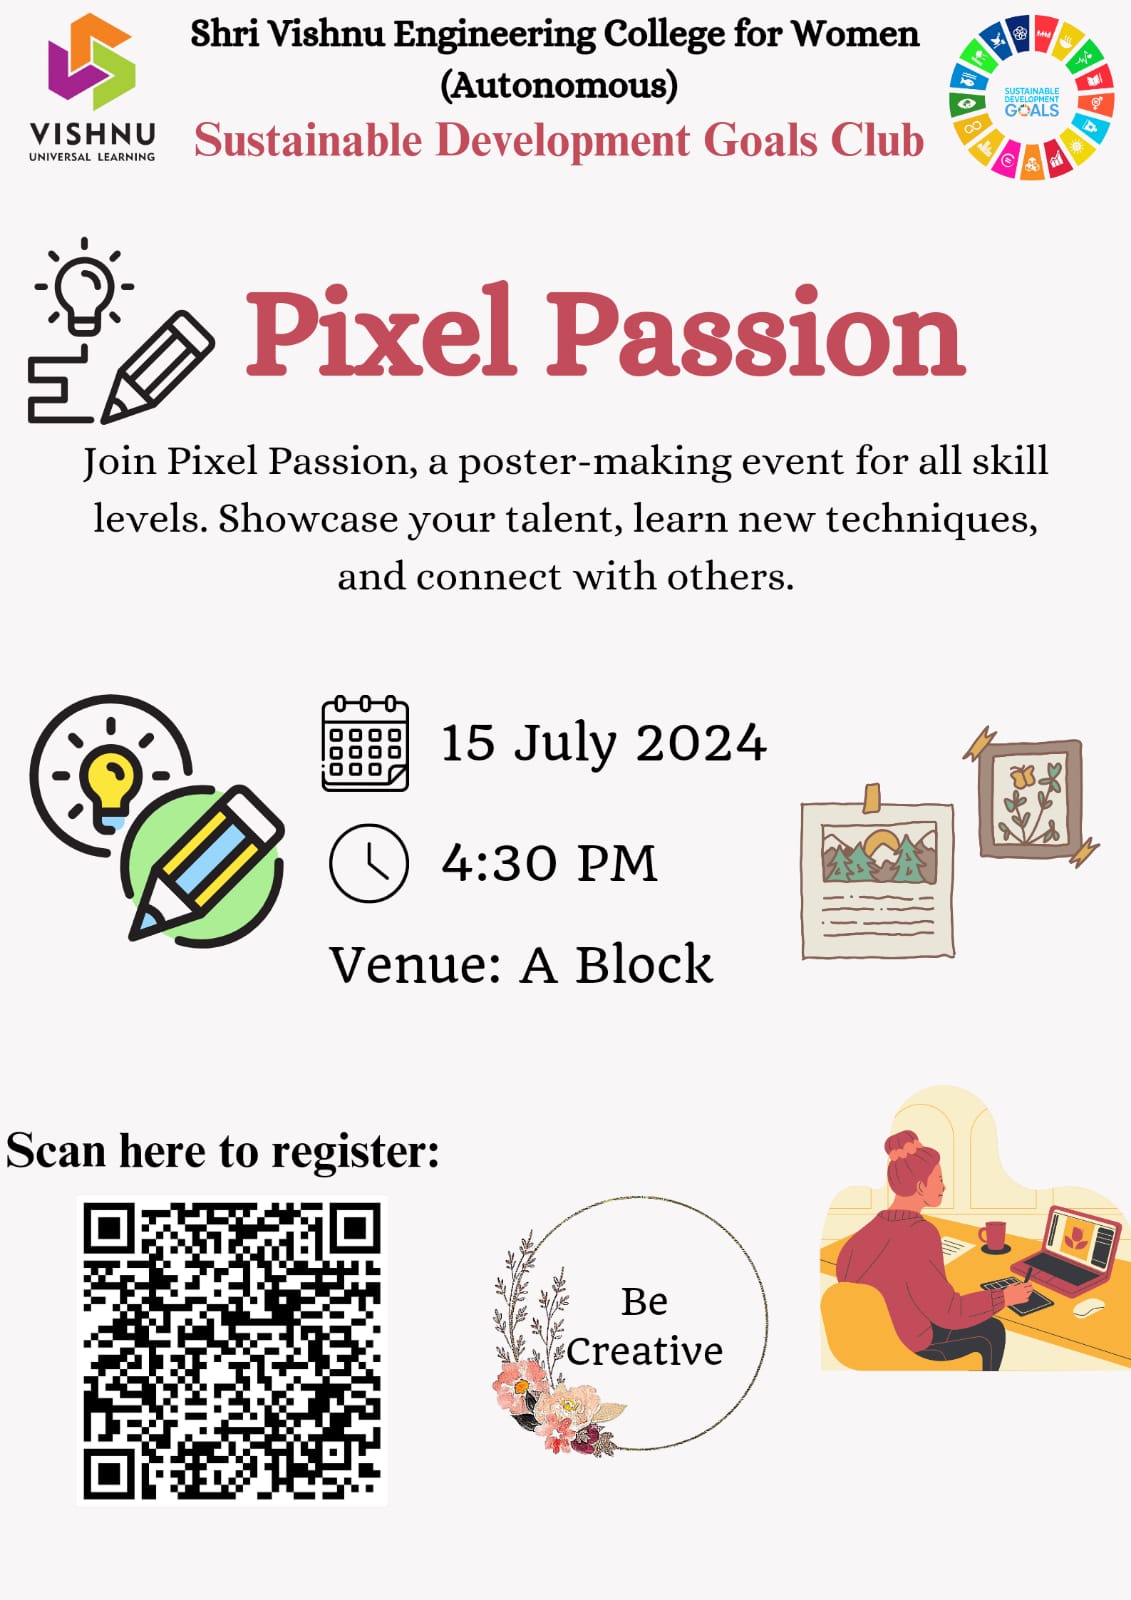 Shri Vishnu Engineering College for Women
(Autonomous)
Sustainable Development Goals Club
VISHNU
UNIVERSAL LEARNING
SUSTAINABLE
DEVELOPMENT
GOALS
Pixel Passion
Join Pixel Passion, a poster-making event for all skill
levels. Showcase your talent, learn new techniques,
and connect with others.
15 July 2024
4:30 PM
Venue: A Block
Scan here to register:
Be
Creative